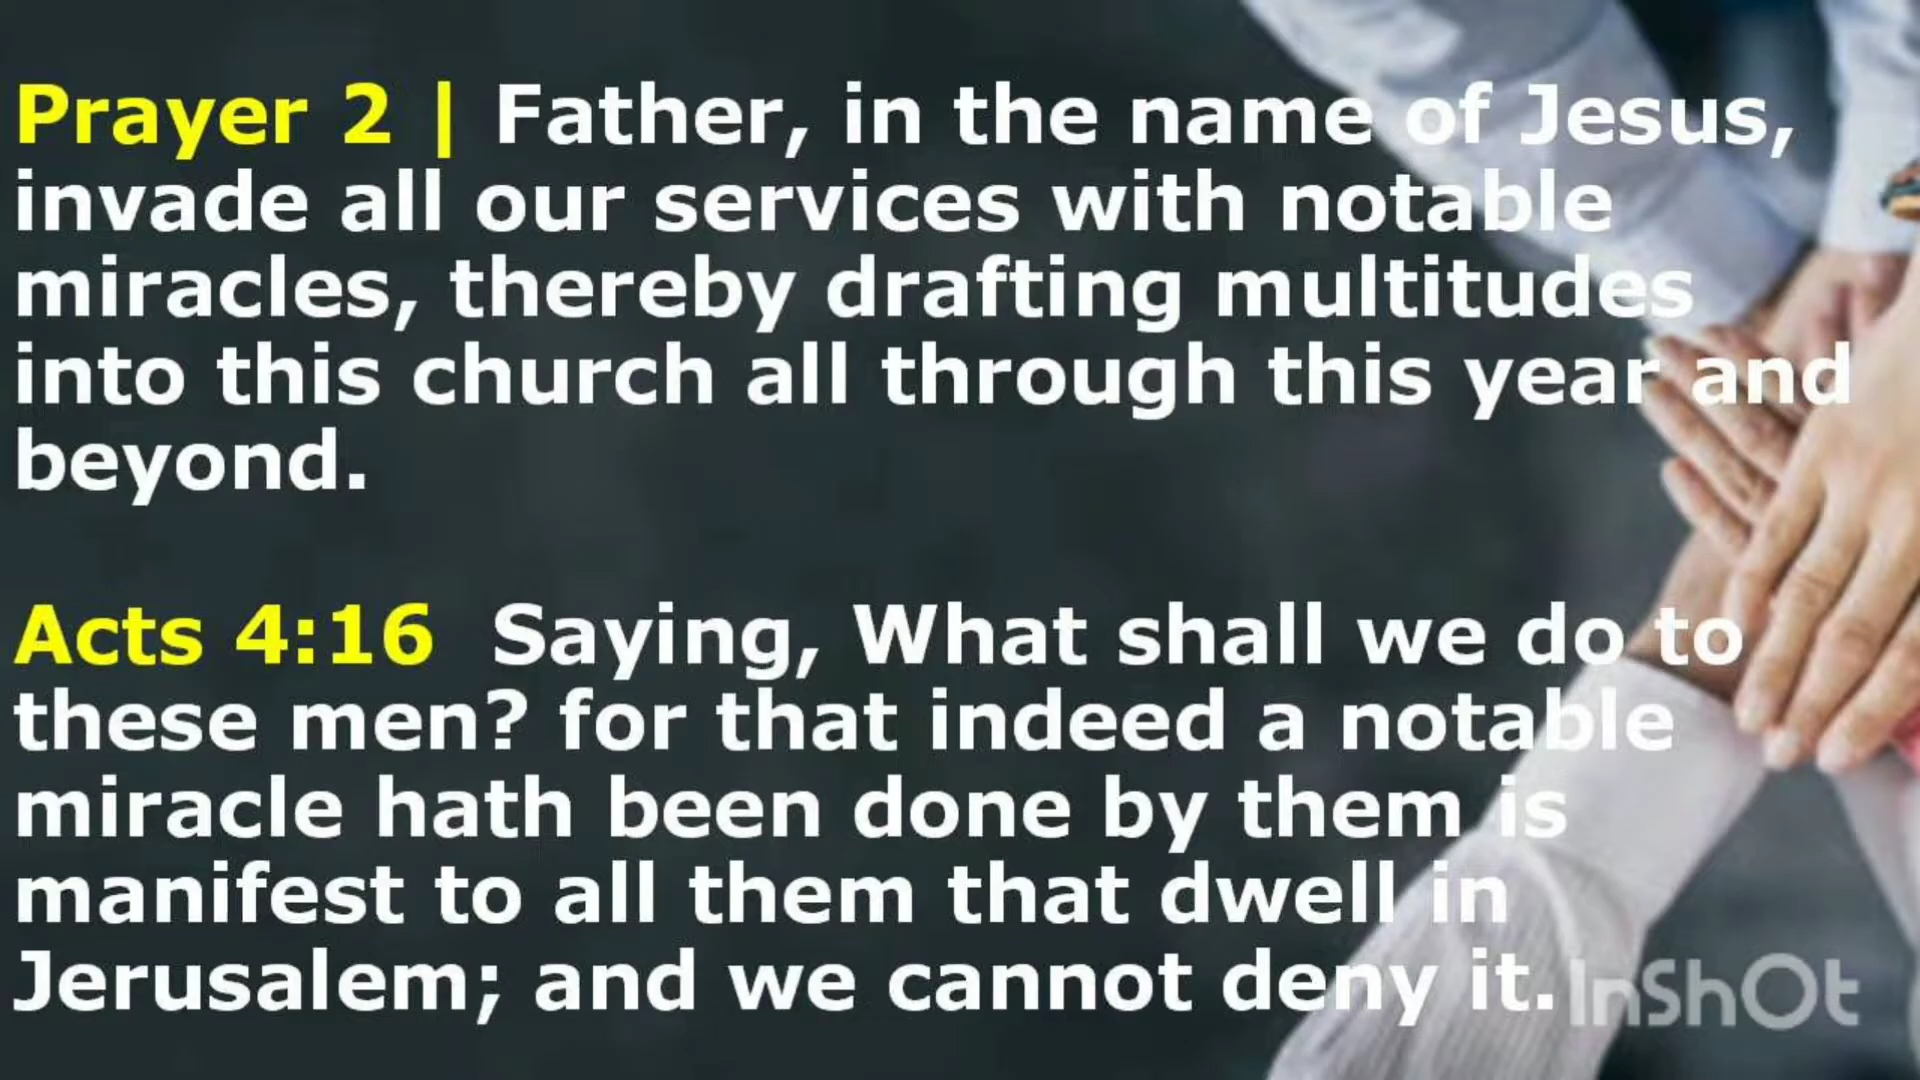 Prayer 2 | Father, in the name of Jesus,
invade all our services with notable
miracles, thereby drafting multitudes
into this church all through this year and
beyond.
Acts 4:16 Saying, What shall we do to
these men? for that indeed a notable
miracle hath been done by them is
manifest to all them that dwell in
Jerusalem; and we cannot deny it.
InShOt